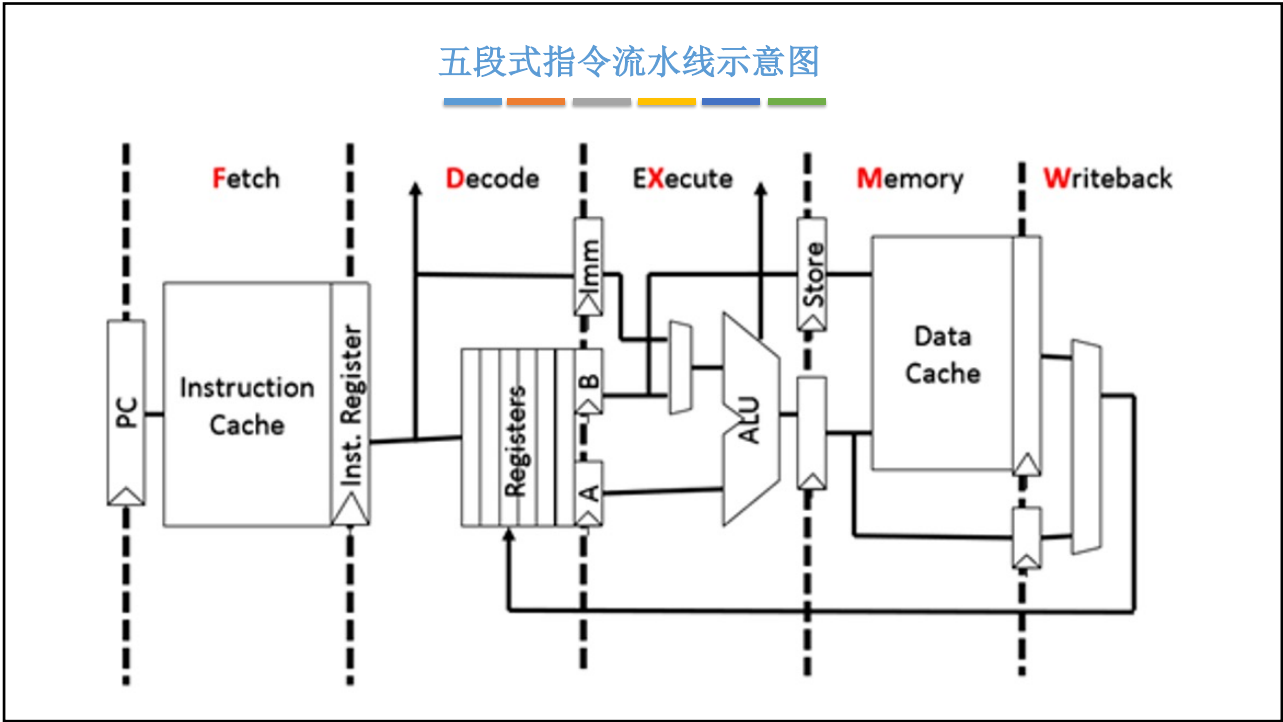 五段式指令流水线示意图
Fetch
Decode
EXecute
Memory
Writeback
PC
Instruction
Cache
Inst. Register
Registers
Imm
B
A
ALU
Store
Data
Cache